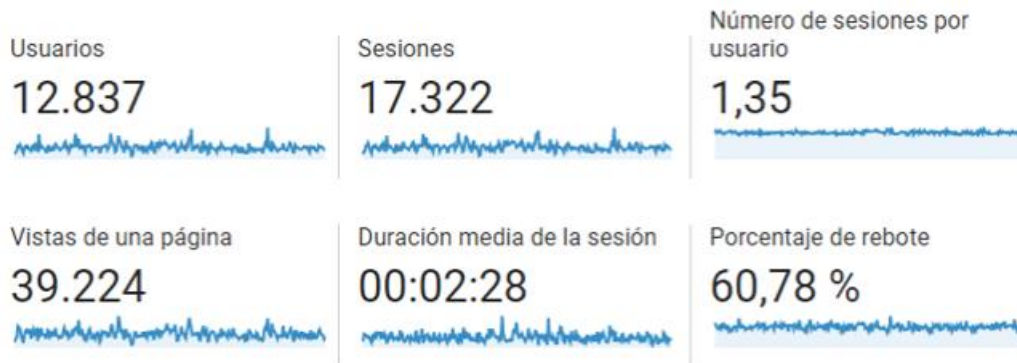 Usuarios
12.837
Sesiones
17.322
Número de sesiones por
usuario
1,35
Vistas de una página
39.224
Duración media de la sesión
00:02:28
Porcentaje de rebote
60,78 %